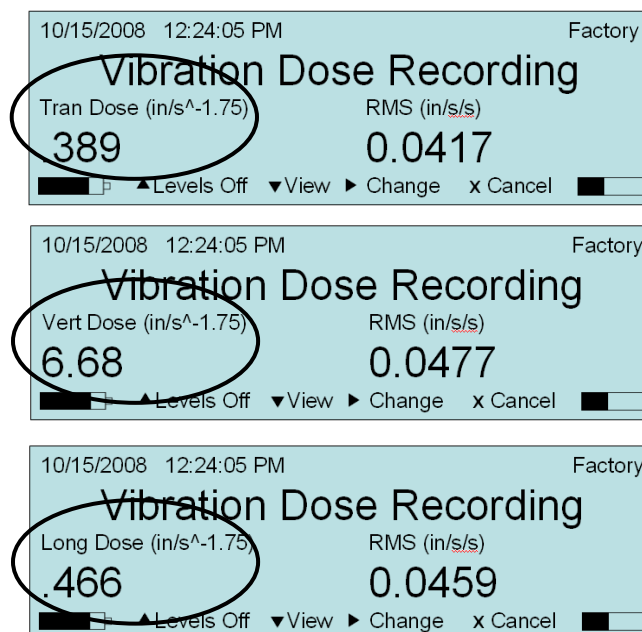 10/15/2008 12:24:05 PM Factory
Vibration Dose Recording
Tran Dose (in/s^-1.75) RMS (in/s/s)
.389 0.0417
▲Levels Off ▼View ► Change x Cancel
10/15/2008 12:24:05 PM Factory
Vibration Dose Recording
Vert Dose (in/s^-1.75) RMS (in/s/s)
6.68 0.0477
▲Levels Off ▼View ► Change x Cancel
10/15/2008 12:24:05 PM Factory
Vibration Dose Recording
Long Dose (in/s^-1.75) RMS (in/s/s)
.466 0.0459
▲Levels Off ▼View ► Change x Cancel